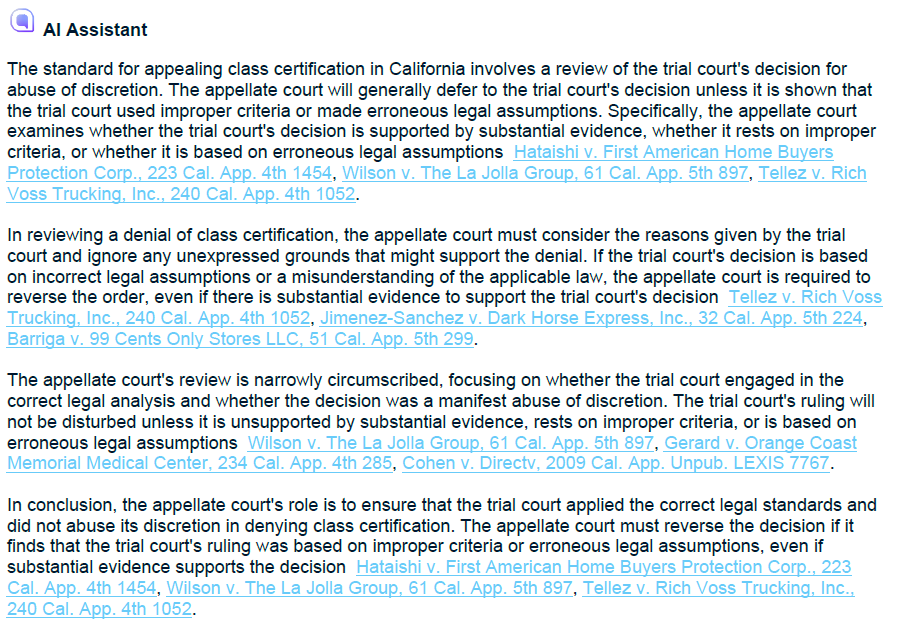 AI Assistant
The standard for appealing class certification in California involves a review of the trial court's decision for
abuse of discretion. The appellate court will generally defer to the trial court's decision unless it is shown that
the trial court used improper criteria or made erroneous legal assumptions. Specifically, the appellate court
examines whether the trial court's decision is supported by substantial evidence, whether it rests on improper
criteria, or whether it is based on erroneous legal assumptions Hataishi v. First American Home Buyers
Protection Corp., 223 Cal. App. 4th 1454, Wilson v. The La Jolla Group, 61 Cal. App. 5th 897, Tellez v. Rich
Voss Trucking, Inc., 240 Cal. App. 4th 1052.
In reviewing a denial of class certification, the appellate court must consider the reasons given by the trial
court and ignore any unexpressed grounds that might support the denial. If the trial court's decision is based
on incorrect legal assumptions or a misunderstanding of the applicable law, the appellate court is required to
reverse the order, even if there is substantial evidence to support the trial court's decision Tellez v. Rich Voss
Trucking, Inc., 240 Cal. App. 4th 1052, Jimenez-Sanchez v. Dark Horse Express, Inc., 32 Cal. App. 5th 224,
Barriga v. 99 Cents Only Stores LLC, 51 Cal. App. 5th 299.
The appellate court's review is narrowly circumscribed, focusing on whether the trial court engaged in the
correct legal analysis and whether the decision was a manifest abuse of discretion. The trial court's ruling will
not be disturbed unless it is unsupported by substantial evidence, rests on improper criteria, or is based on
erroneous legal assumptions Wilson v. The La Jolla Group, 61 Cal. App. 5th 897, Gerard v. Orange Coast
Memorial Medical Center, 234 Cal. App. 4th 285, Cohen v. Directv, 2009 Cal. App. Unpub. LEXIS 7767.
In conclusion, the appellate court's role is to ensure that the trial court applied the correct legal standards and
did not abuse its discretion in denying class certification. The appellate court must reverse the decision if it
finds that the trial court's ruling was based on improper criteria or erroneous legal assumptions, even if
substantial evidence supports the decision Hataishi v. First American Home Buyers Protection Corp., 223
Cal. App. 4th 1454, Wilson v. The La Jolla Group, 61 Cal. App. 5th 897, Tellez v. Rich Voss Trucking, Inc.,
240 Cal. App. 4th 1052.